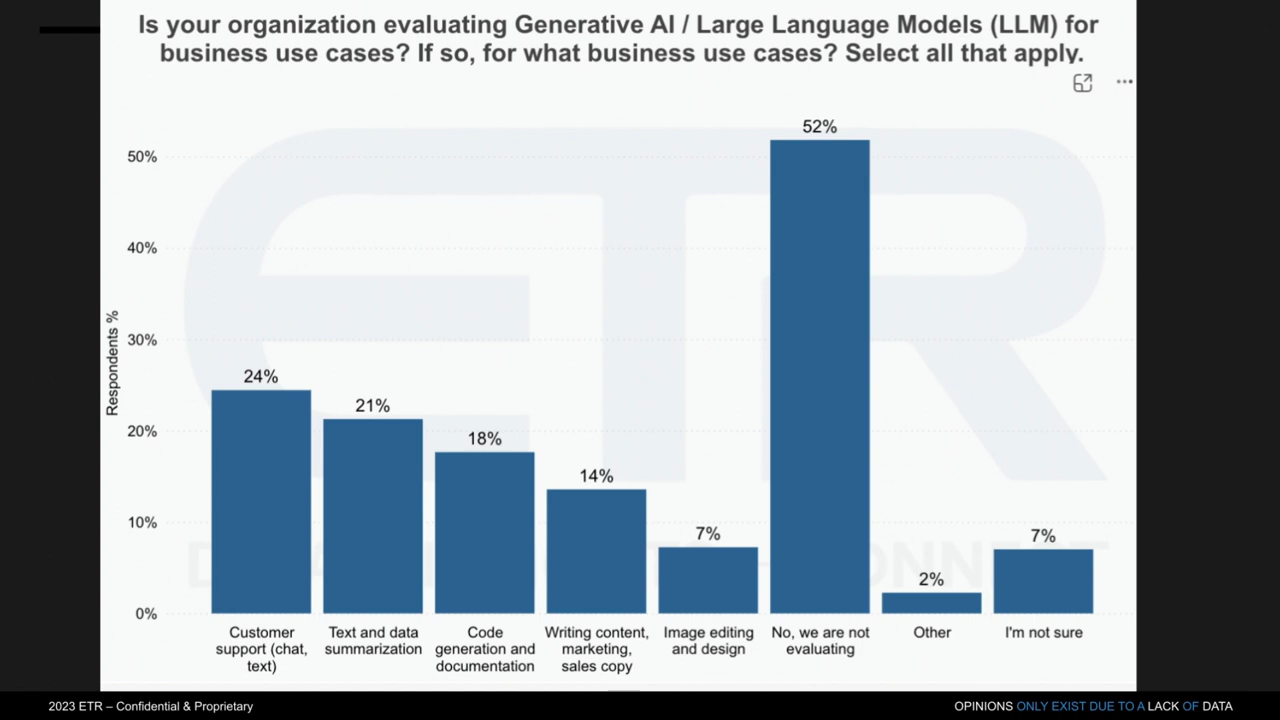 Is your organization evaluating Generative AI / Large Language Models (LLM) for
business use cases? If so, for what business use cases? Select all that apply.
Respondents %
50%
40%
30%
20%
10%
0%
24%
21%
18%
14%
7%
52%
2%
7%
Customer
support (chat,
text)
Text and data
summarization
Code
generation and
documentation
Writing content,
marketing,
sales copy
Image editing
and design
No, we are not
evaluating
Other
I'm not sure
ETR
2023 ETR – Confidential & Proprietary
OPINIONS ONLY EXIST DUE TO A LACK OF DATA